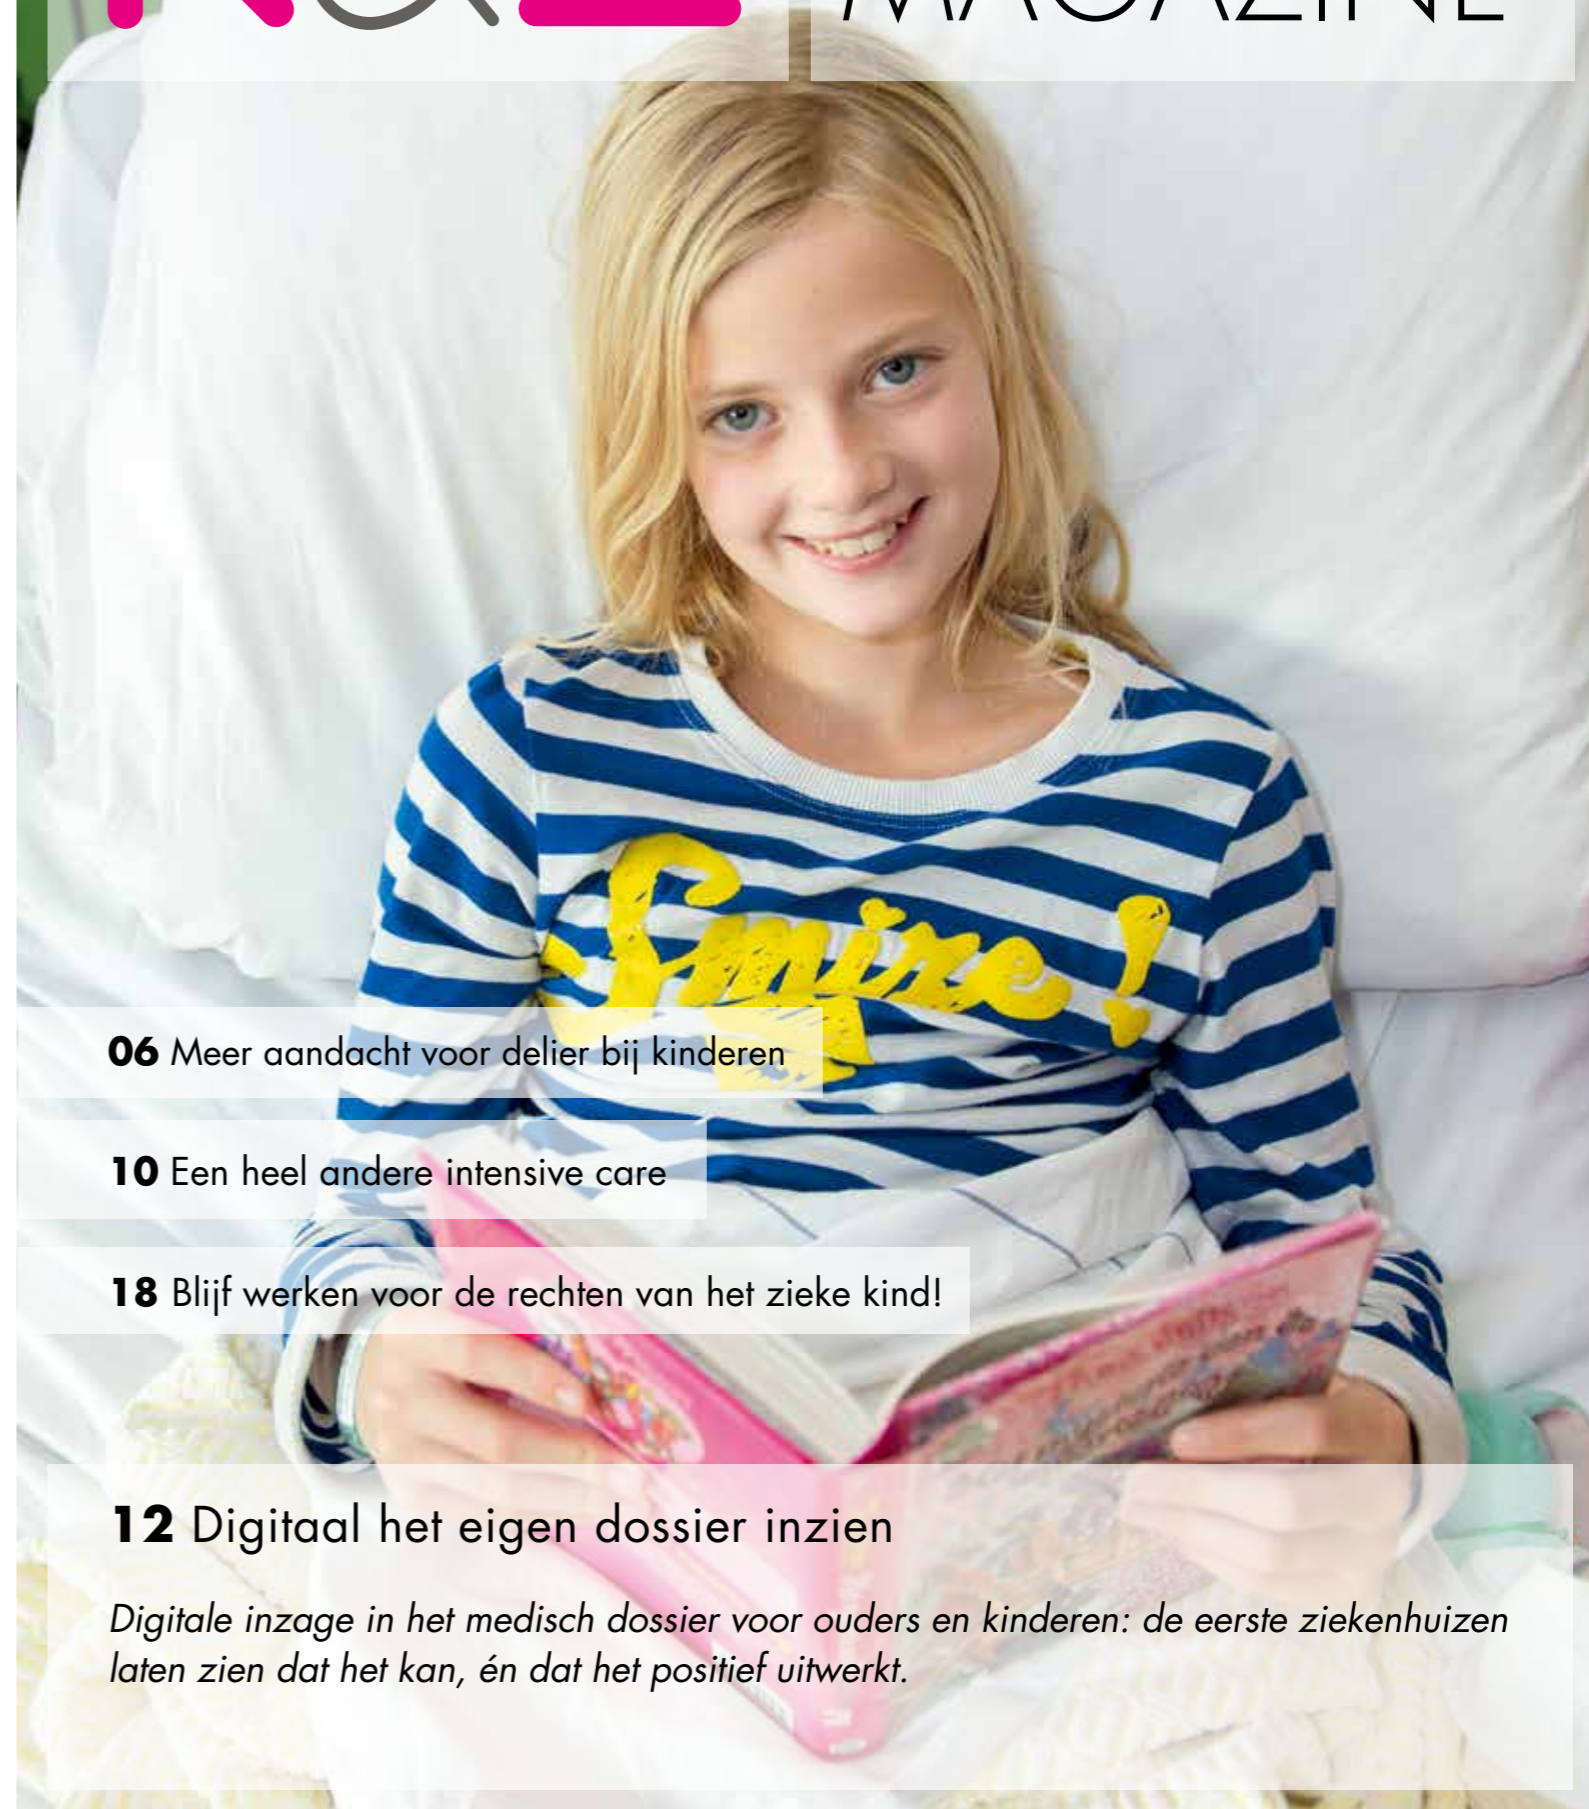 K&Z MAGAZINE
Smize!
06 Meer aandacht voor delier bij kinderen
10 Een heel andere intensive care
18 Blijf werken voor de rechten van het zieke kind!
12 Digitaal het eigen dossier inzien
Digitale inzage in het medisch dossier voor ouders en kinderen: de eerste ziekenhuizen
laten zien dat het kan, én dat het positief uitwerkt.